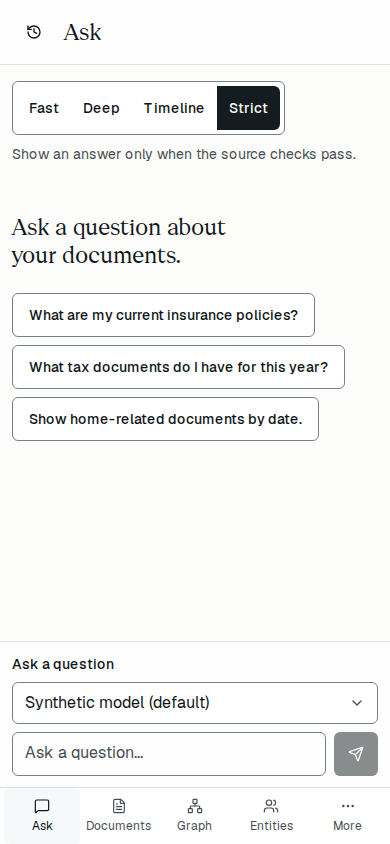 Ask
Fast Deep Timeline Strict
Show an answer only when the source checks pass.
Ask a question about
your documents.
What are my current insurance policies?
What tax documents do I have for this year?
Show home-related documents by date.
Ask a question
Synthetic model (default)
Ask a question...
Ask Documents Graph Entities More